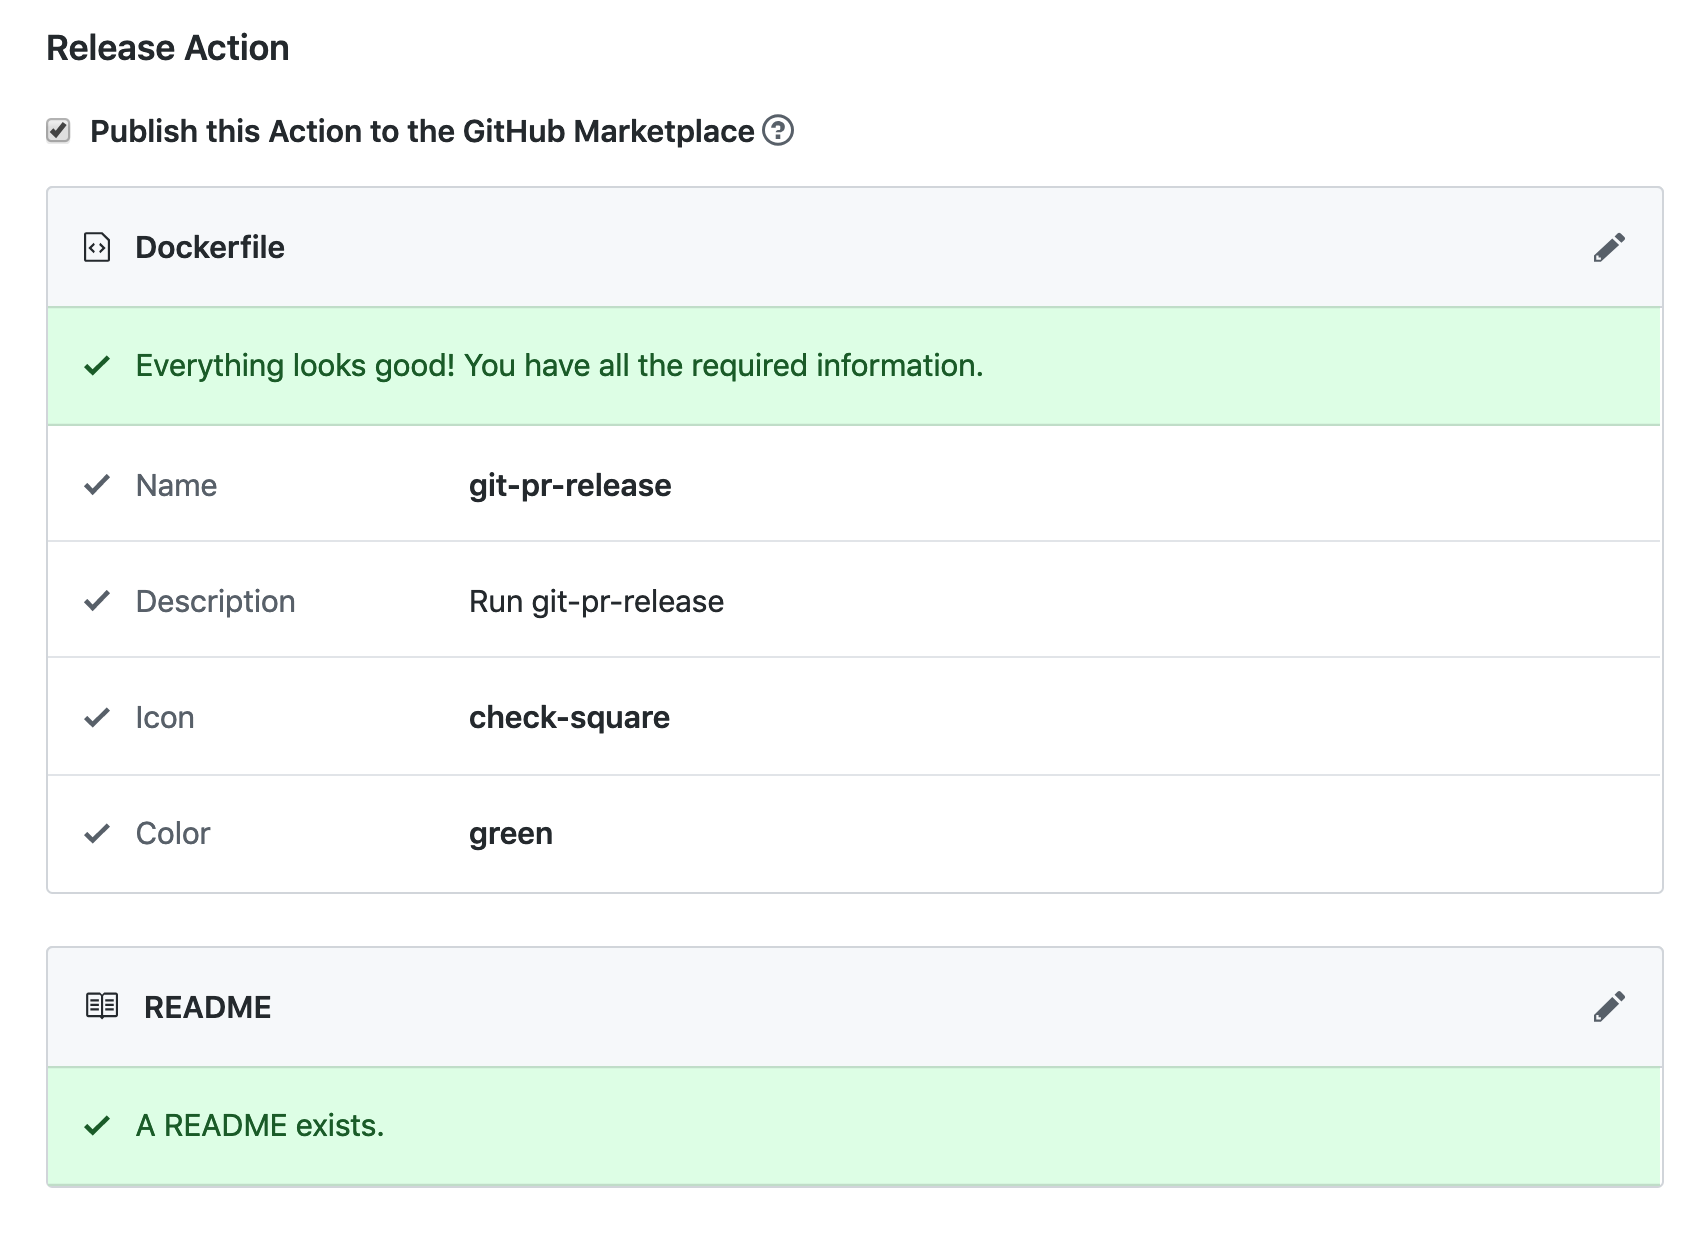 Release Action
Publish this Action to the GitHub Marketplace
Dockerfile
Everything looks good! You have all the required information.
Name git-pr-release
Description Run git-pr-release
Icon check-square
Color green
README
A README exists.